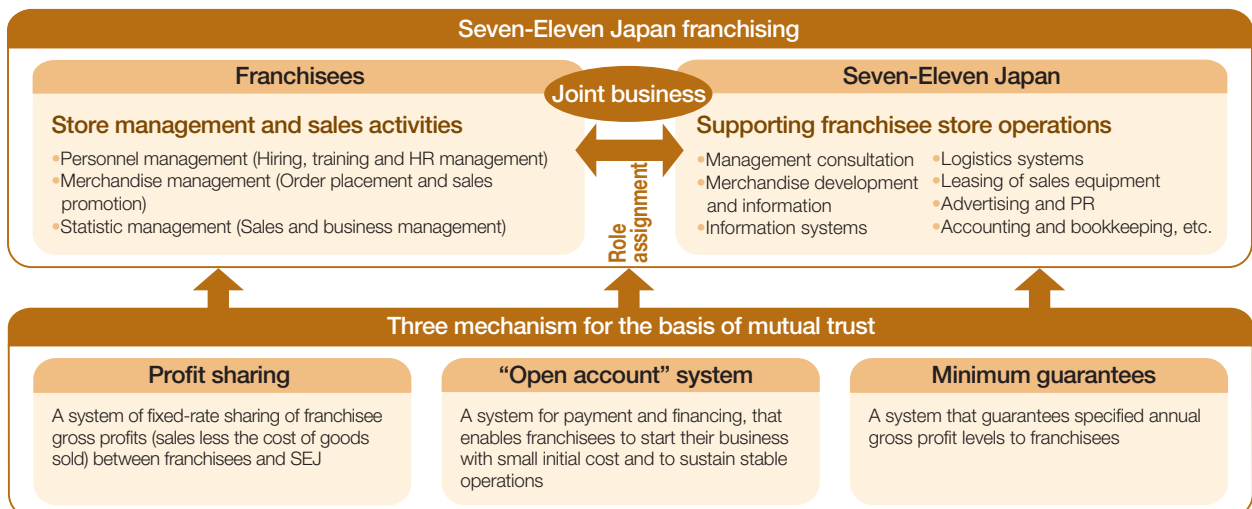 Seven-Eleven Japan franchising
Franchisees
Store management and sales activities
•Personnel management (Hiring, training and HR management)
•Merchandise management (Order placement and sales
promotion)
•Statistic management (Sales and business management)
Joint business
Role
assignment
Seven-Eleven Japan
Supporting franchisee store operations
•Management consultation
•Merchandise development
and information
•Information systems
•Logistics systems
•Leasing of sales equipment
•Advertising and PR
•Accounting and bookkeeping, etc.
Three mechanism for the basis of mutual trust
Profit sharing
A system of fixed-rate sharing of franchisee
gross profits (sales less the cost of goods
sold) between franchisees and SEJ
“Open account” system
A system for payment and financing, that
enables franchisees to start their business
with small initial cost and to sustain stable
operations
Minimum guarantees
A system that guarantees specified annual
gross profit levels to franchisees